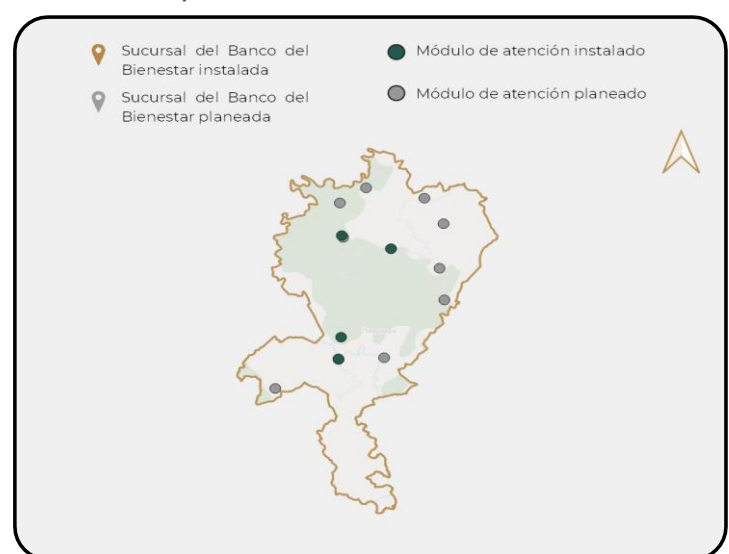 Sucursal del Banco del
Bienestar instalada
Sucursal del Banco del
Bienestar planeada
Módulo de atención instalado
Módulo de atención planeado